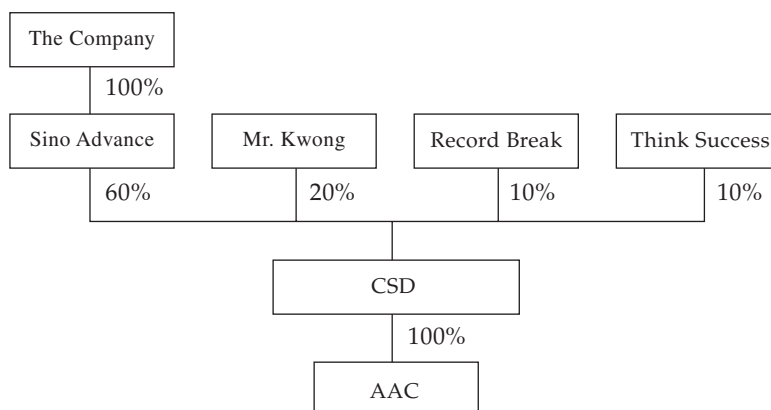 The Company
100%
Sino Advance Mr. Kwong Record Break Think Success
60% 20% 10% 10%
CSD
100%
AAC